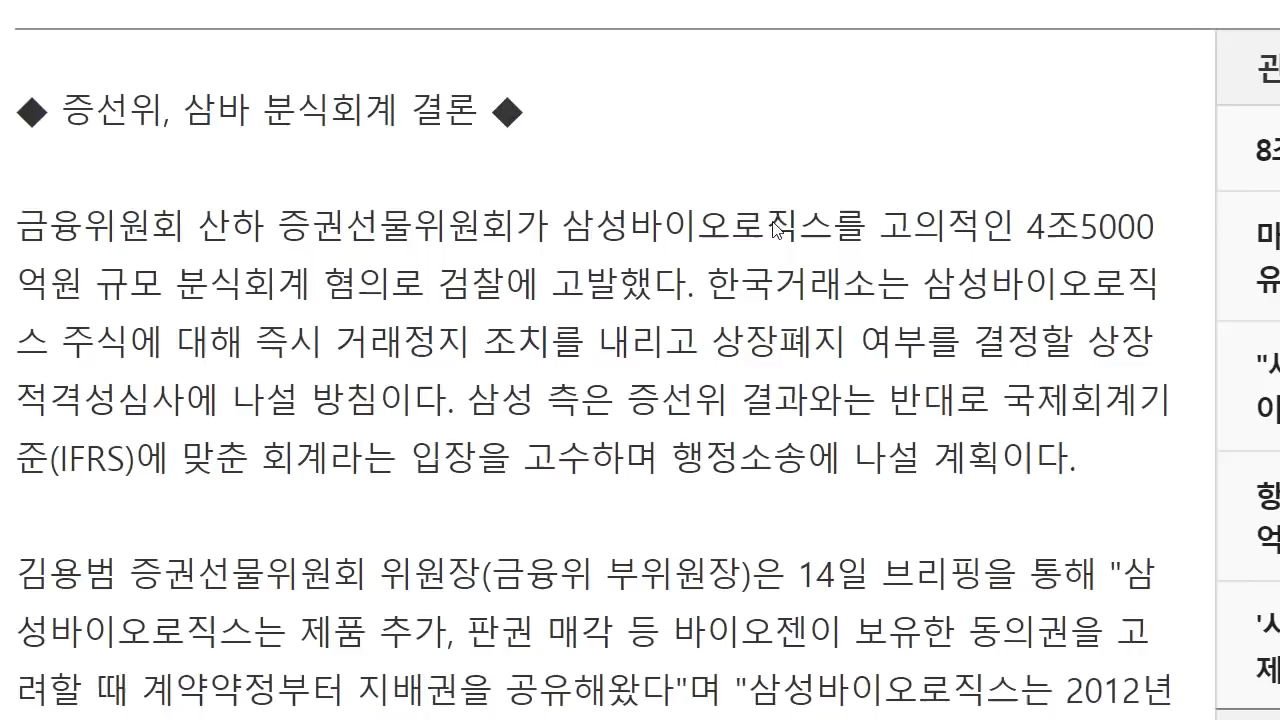 ◆ 증선위, 삼바 분식회계 결론 ◆
금융위원회 산하 증권선물위원회가 삼성바이오로직스를 고의적인 4조5000
억원 규모 분식회계 혐의로 검찰에 고발했다. 한국거래소는 삼성바이오로직
스 주식에 대해 즉시 거래정지 조치를 내리고 상장폐지 여부를 결정할 상장
적격성심사에 나설 방침이다. 삼성 측은 증선위 결과와는 반대로 국제회계기
준(IFRS)에 맞춘 회계라는 입장을 고수하며 행정소송에 나설 계획이다.
김용범 증권선물위원회 위원장(금융위 부위원장)은 14일 브리핑을 통해 "삼
성바이오로직스는 제품 추가, 판권 매각 등 바이오젠이 보유한 동의권을 고
려할 때 계약약정부터 지배권을 공유해왔다"며 "삼성바이오로직스는 2012년
유
억